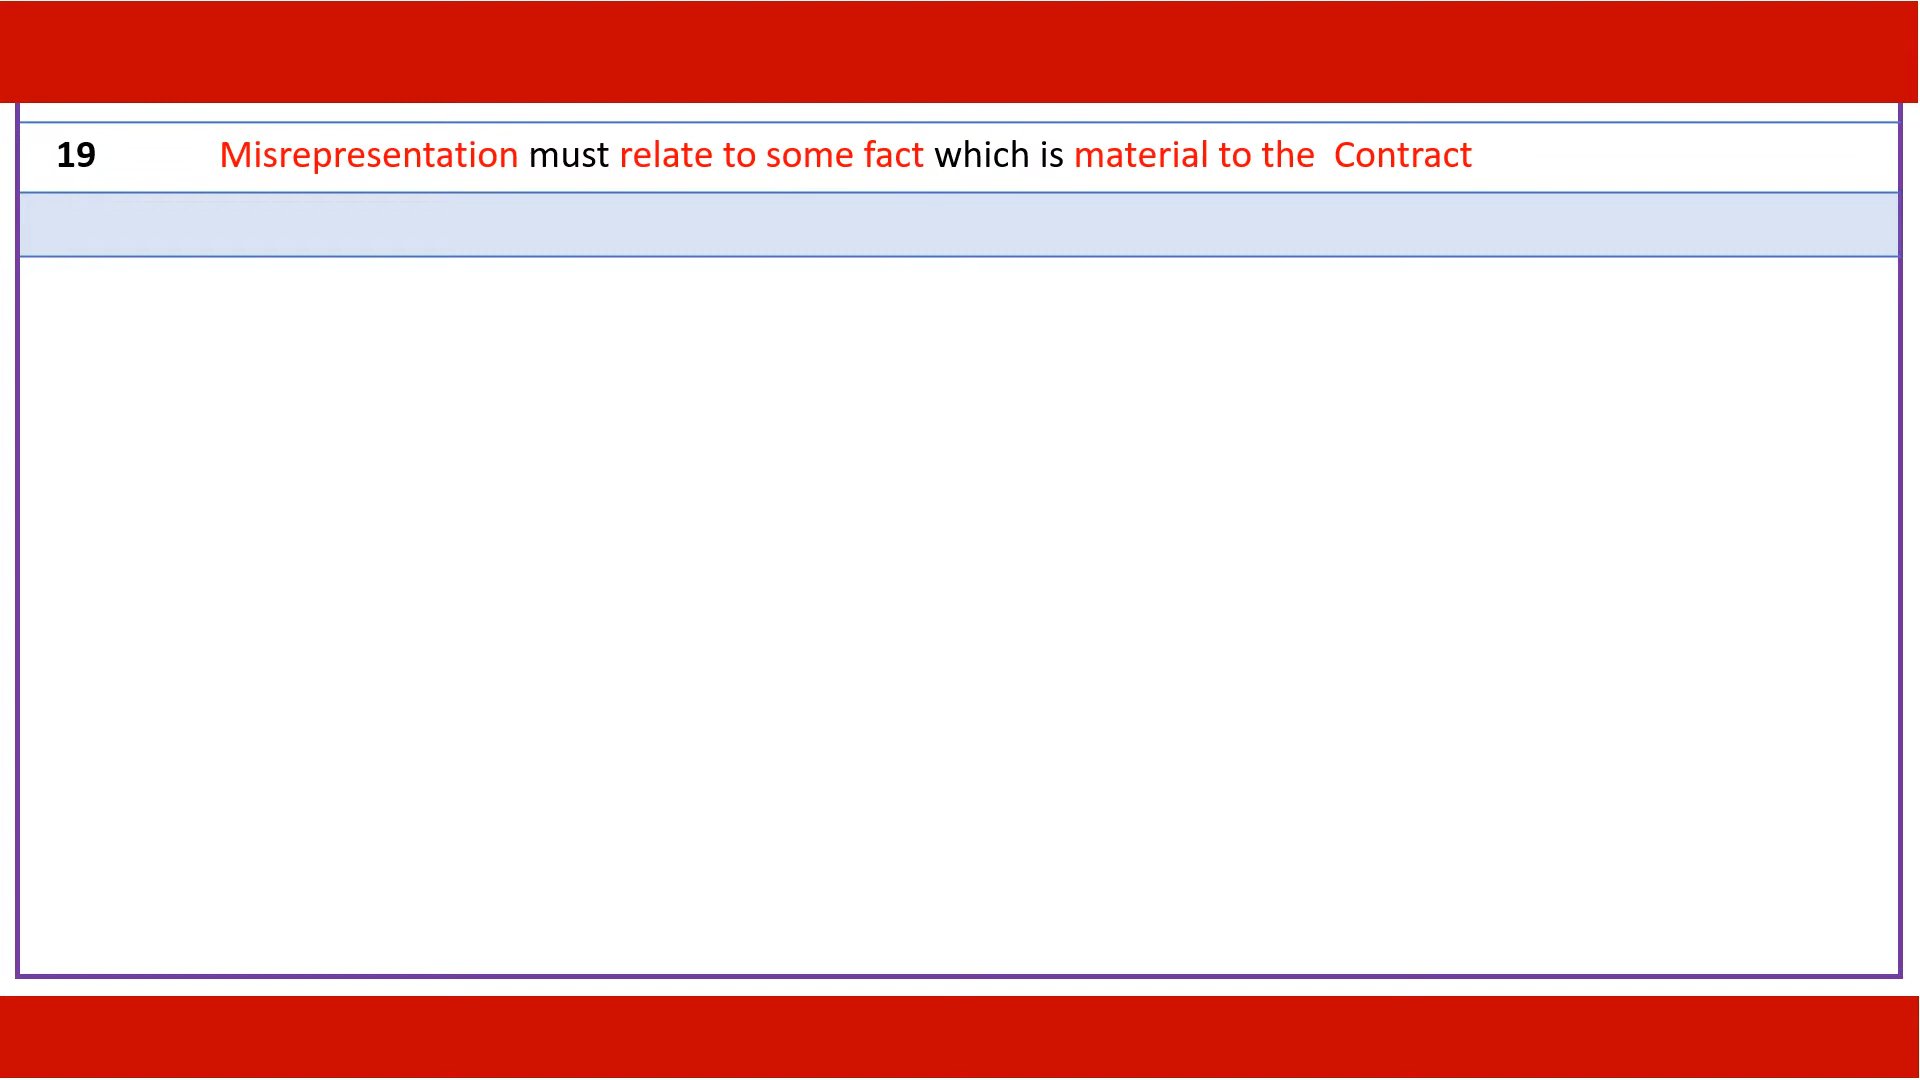 19 Misrepresentation must relate to some fact which is material to the  Contract